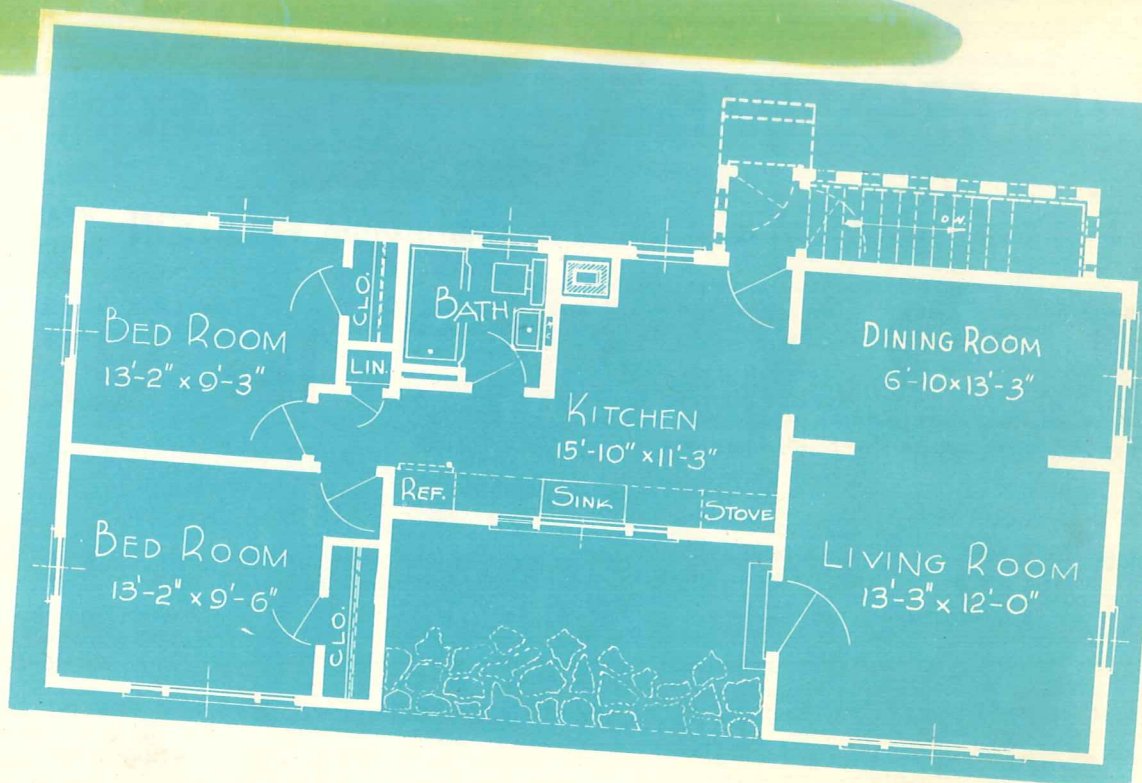 BED ROOM
13'-2" x 9'-3"
CLO.
LIN.
BATH
KITCHEN
15'-10" x 11'-3"
REF.
SINK
STOVE
DN
DINING ROOM
6'-10 x 13'-3"
LIVING ROOM
13'-3" x 12'-0"
BED ROOM
13'-2" x 9'-6"
CLO.